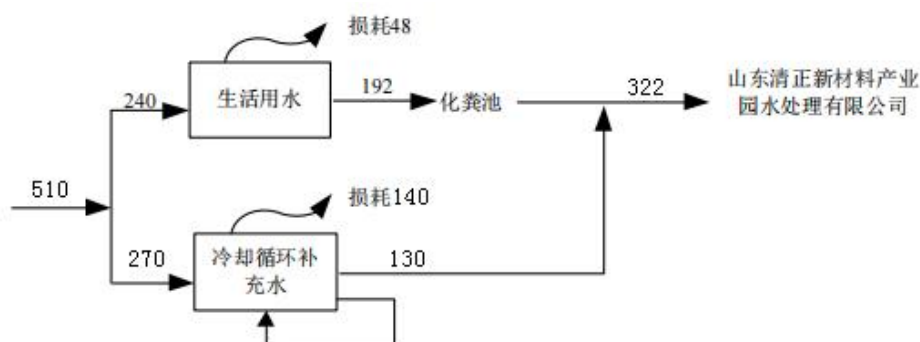 损耗48
240
生活用水
192
化粪池
322
山东清正新材料产业
园水处理有限公司
510
损耗140
270
冷却循环补
充水
130